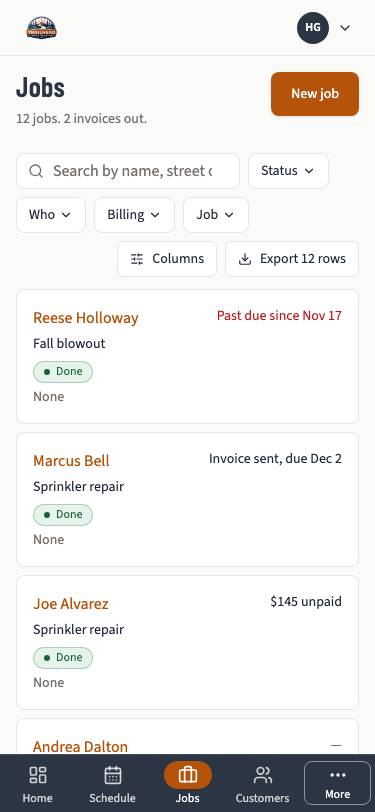 TRAILHEAD
HG
Jobs
New job
12 jobs. 2 invoices out.
Search by name, street
Status
Who
Billing
Job
Columns
Export 12 rows
Reese Holloway
Past due since Nov 17
Fall blowout
Done
None
Marcus Bell
Invoice sent, due Dec 2
Sprinkler repair
Done
None
Joe Alvarez
$145 unpaid
Sprinkler repair
Done
None
Andrea Dalton
—
Home
Schedule
Jobs
Customers
More